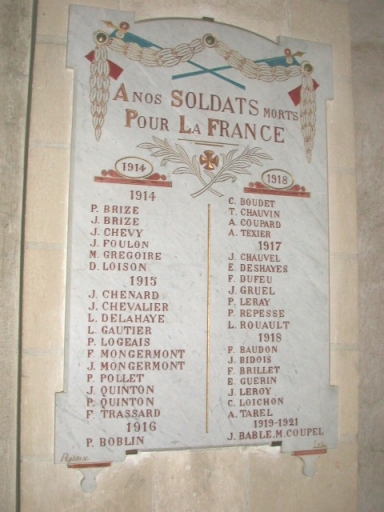 A NOS SOLDATS MORTS
POUR LA FRANCE
1914
1918
1914
P. BRIZE
J. BRIZE
J. CHEVY
J. FOULON
M. GREGOIRE
D. LOISON
1915
J. CHENARD
J. CHEVALIER
L. DELAHAYE
L. GAUTIER
P. LOGEAIS
F. MONGERMONT
J. MONGERMONT
P. POLLET
J. QUINTON
P. QUINTON
F. TRASSARD
1916
P. BOBLIN
C. BOUDET
T. CHAUVIN
A. COUPARD
A. TEXIER
1917
J. CHAUVEL
E. DESHAYES
F. DUFEU
J. GRUEL
P. LERAY
P. REPESSE
L. ROUAULT
1918
F. BAUDON
J. BIDOIS
F. BRILLET
E. GUERIN
J. LEROY
C. LOICHON
A. TAREL
1919-1921
J. BABLE. M. COUPEL